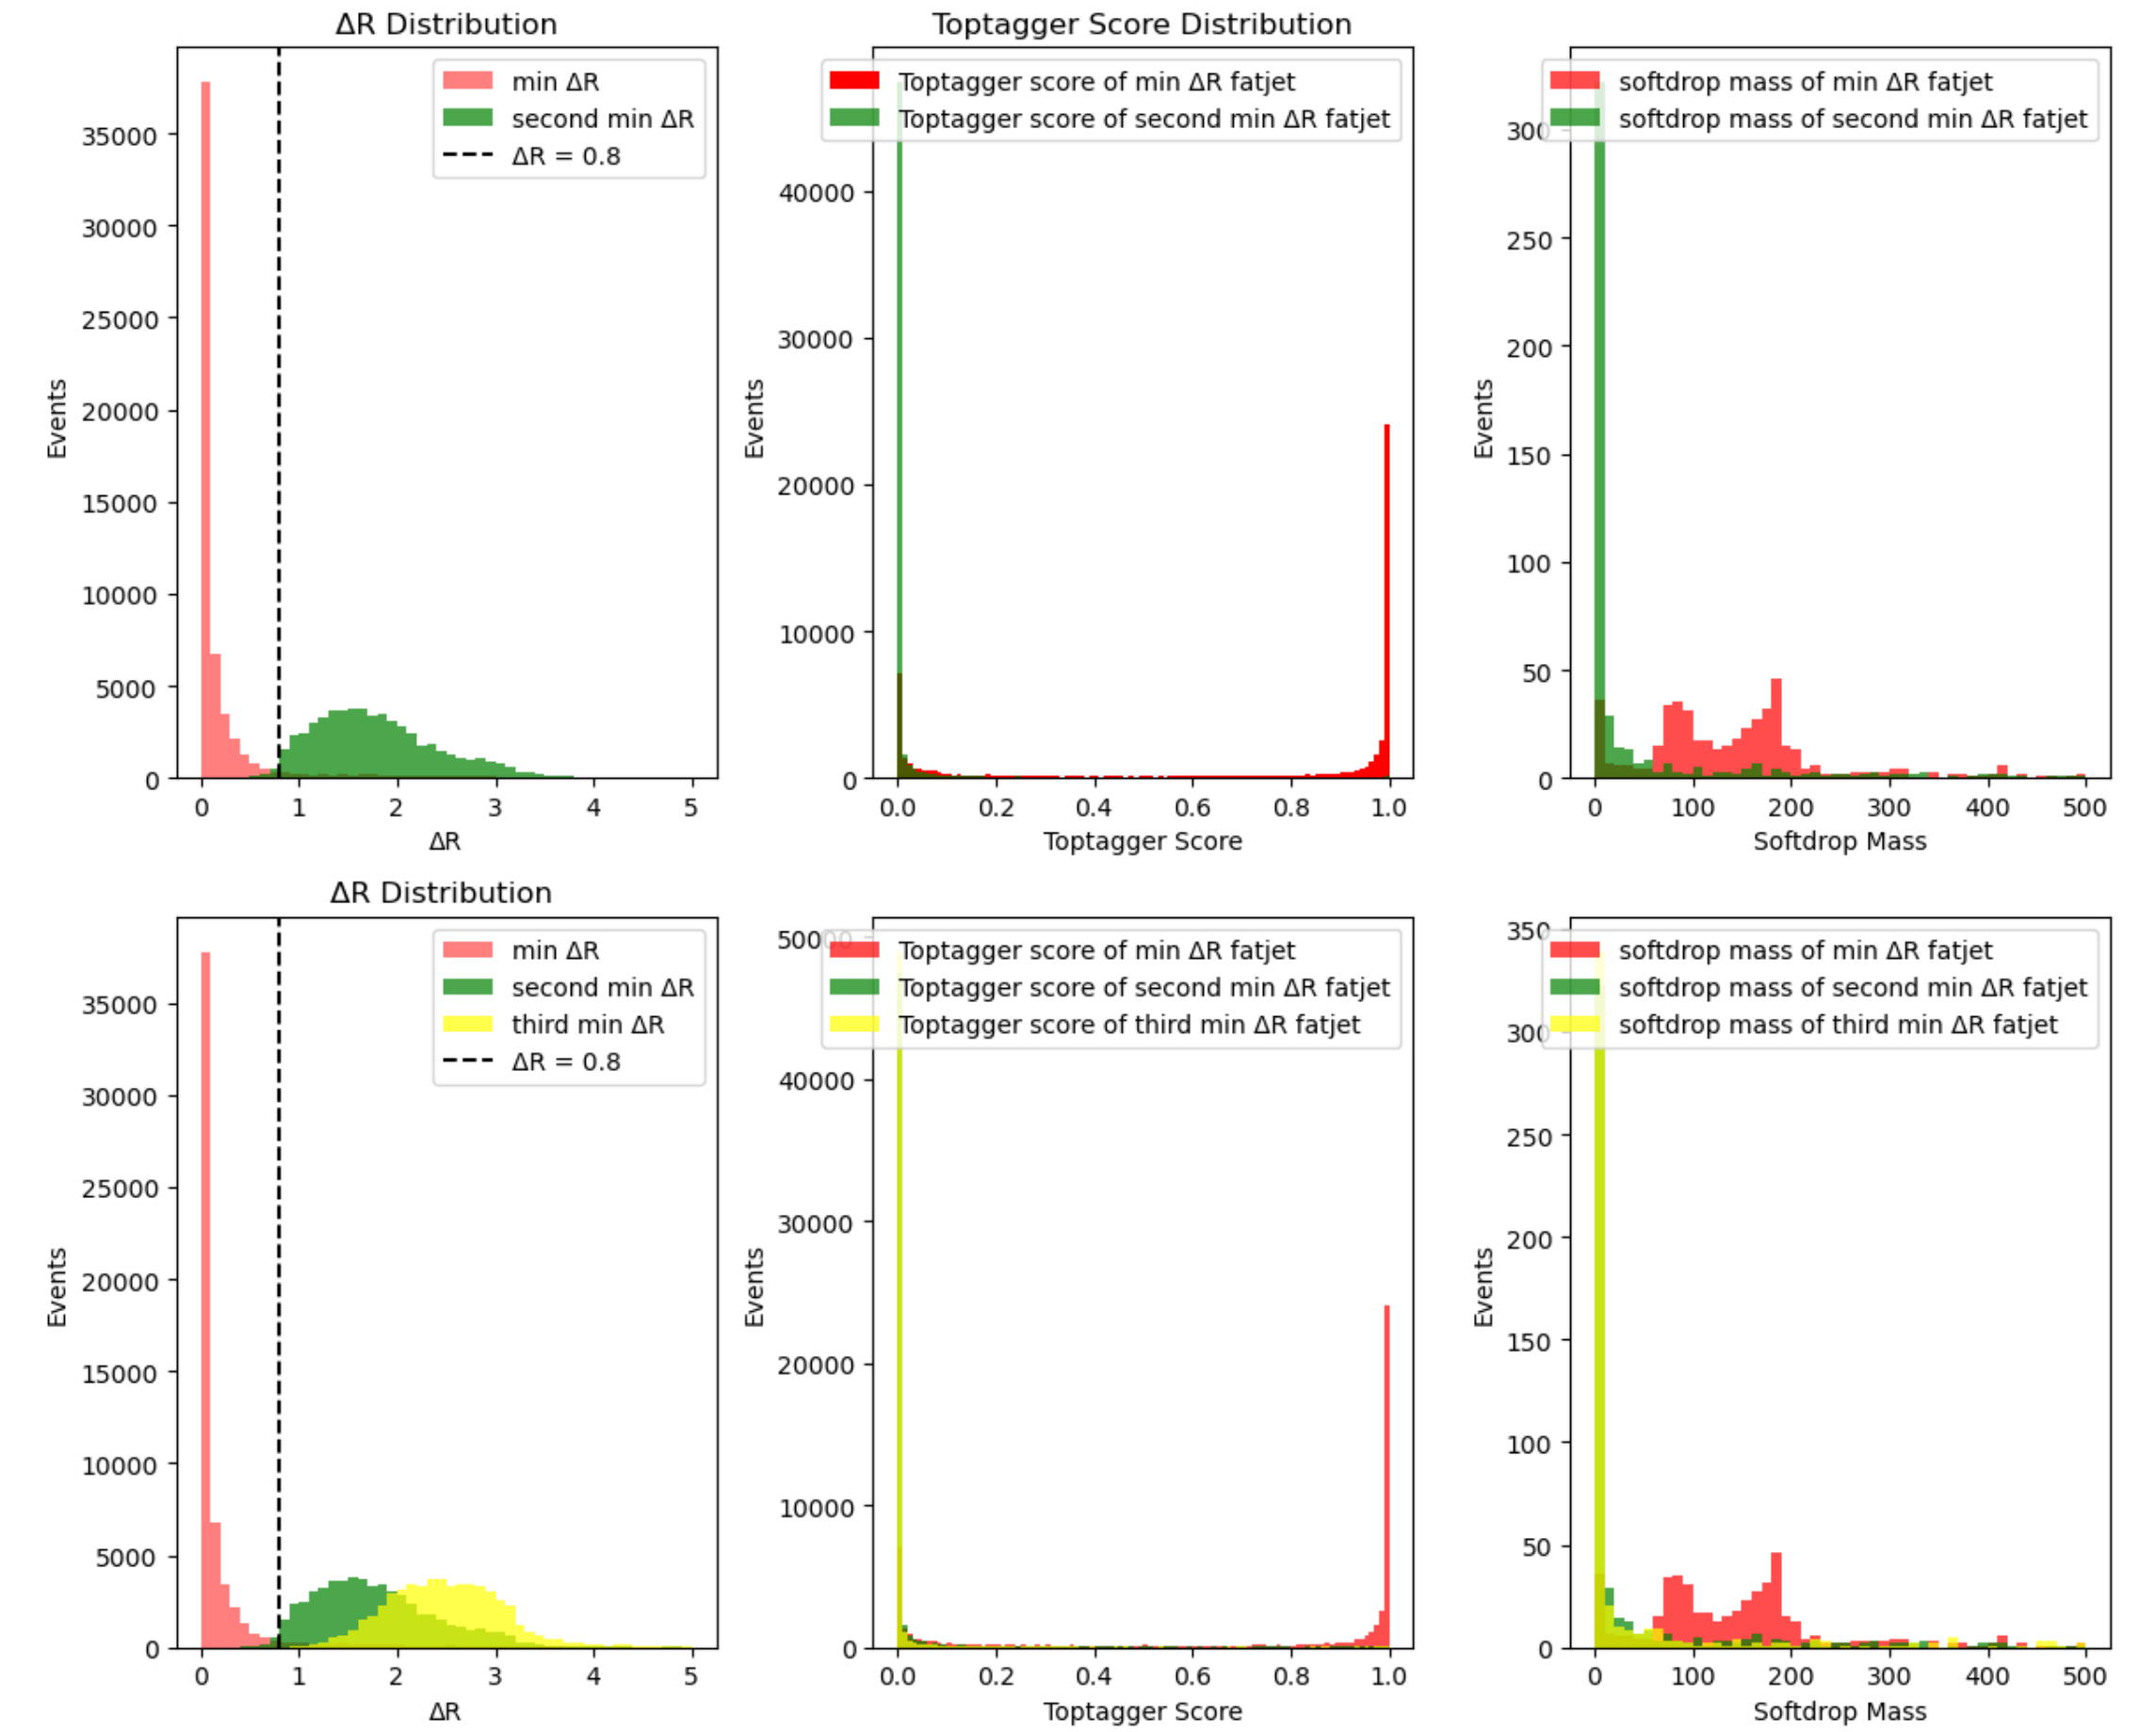 ΔR Distribution
min ΔR
second min ΔR
ΔR = 0.8
Events
35000
30000
25000
20000
15000
10000
5000
0
0 1 2 3 4 5
ΔR
Toptagger Score Distribution
Toptagger score of min ΔR fatjet
Toptagger score of second min ΔR fatjet
Events
40000
30000
20000
10000
0
0.0 0.2 0.4 0.6 0.8 1.0
Toptagger Score
softdrop mass of min ΔR fatjet
softdrop mass of second min ΔR fatjet
Events
300
250
200
150
100
50
0
0 100 200 300 400 500
Softdrop Mass
ΔR Distribution
min ΔR
second min ΔR
third min ΔR
ΔR = 0.8
Events
35000
30000
25000
20000
15000
10000
5000
0
0 1 2 3 4 5
ΔR
Toptagger score of min ΔR fatjet
Toptagger score of second min ΔR fatjet
Toptagger score of third min ΔR fatjet
Events
50000
40000
30000
20000
10000
0
0.0 0.2 0.4 0.6 0.8 1.0
Toptagger Score
softdrop mass of min ΔR fatjet
softdrop mass of second min ΔR fatjet
softdrop mass of third min ΔR fatjet
Events
350
300
250
200
150
100
50
0
0 100 200 300 400 500
Softdrop Mass